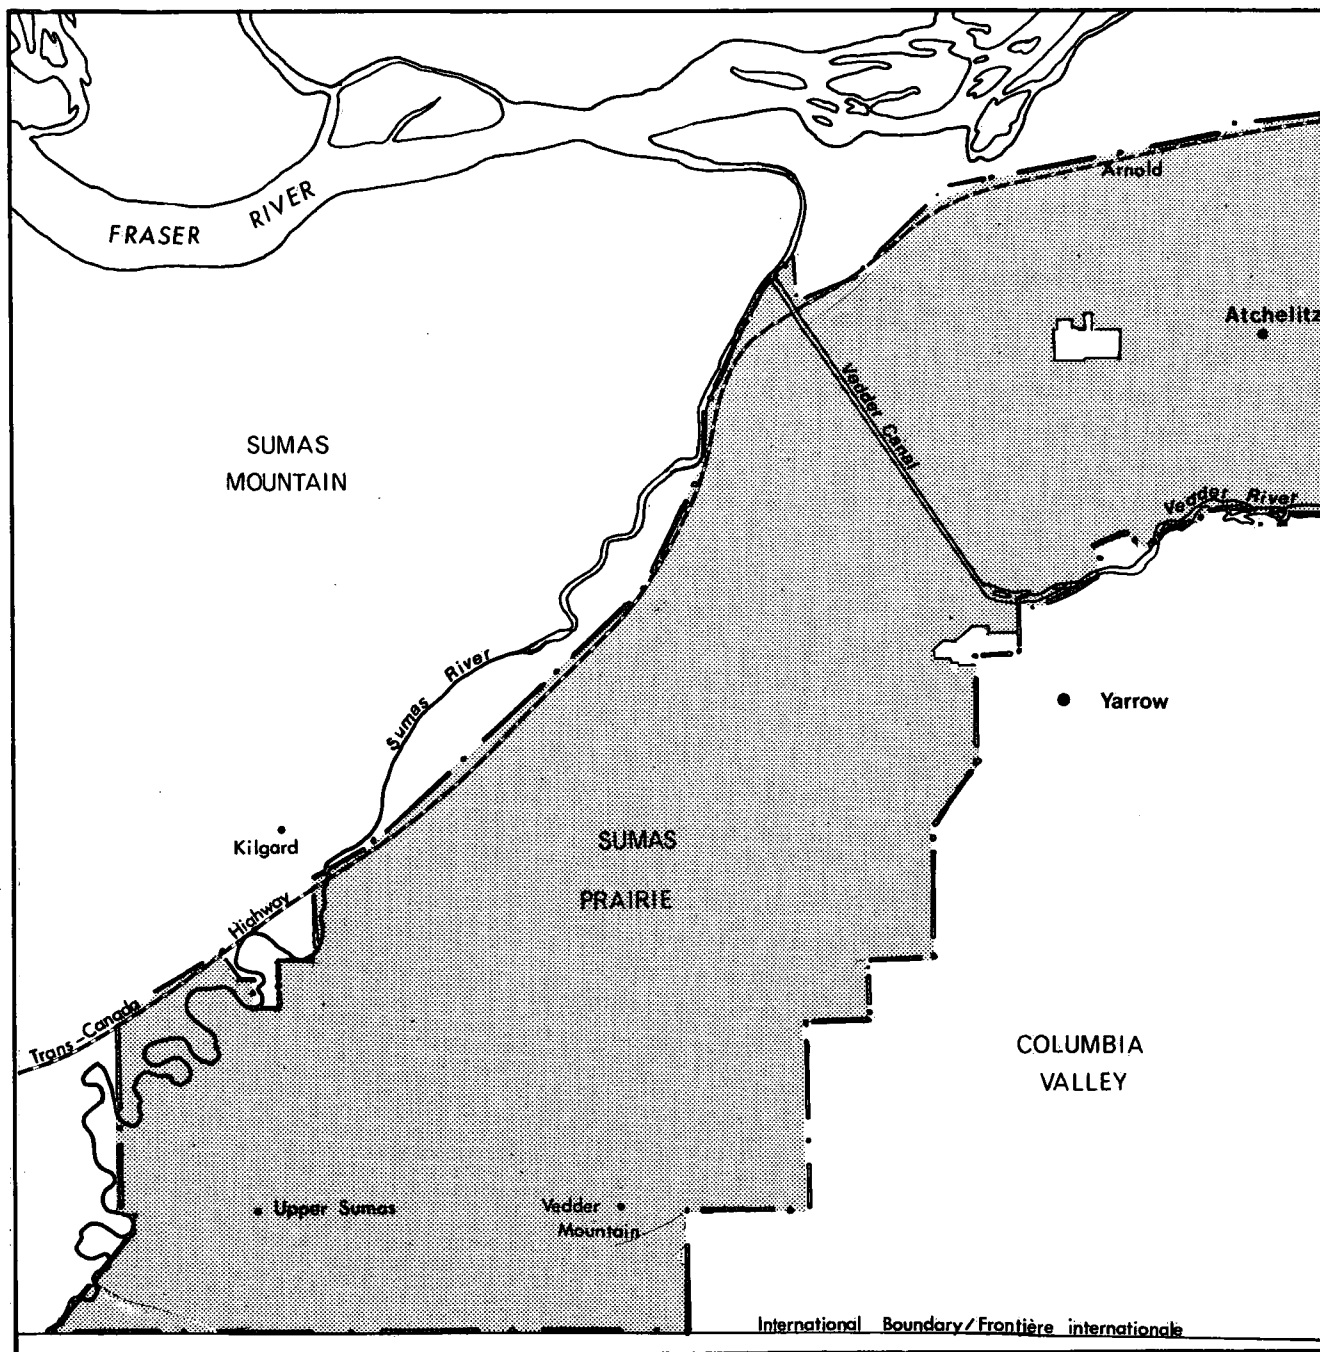 Arnold
FRASER RIVER
Atchelitz
Vedder Canal
SUMAS
MOUNTAIN
Vedder River
Sumas River
Yarrow
Kilgard
SUMAS
PRAIRIE
Trans-Canada Highway
COLUMBIA
VALLEY
Upper Sumas
Vedder
Mountain
International Boundary/Frontière internationale